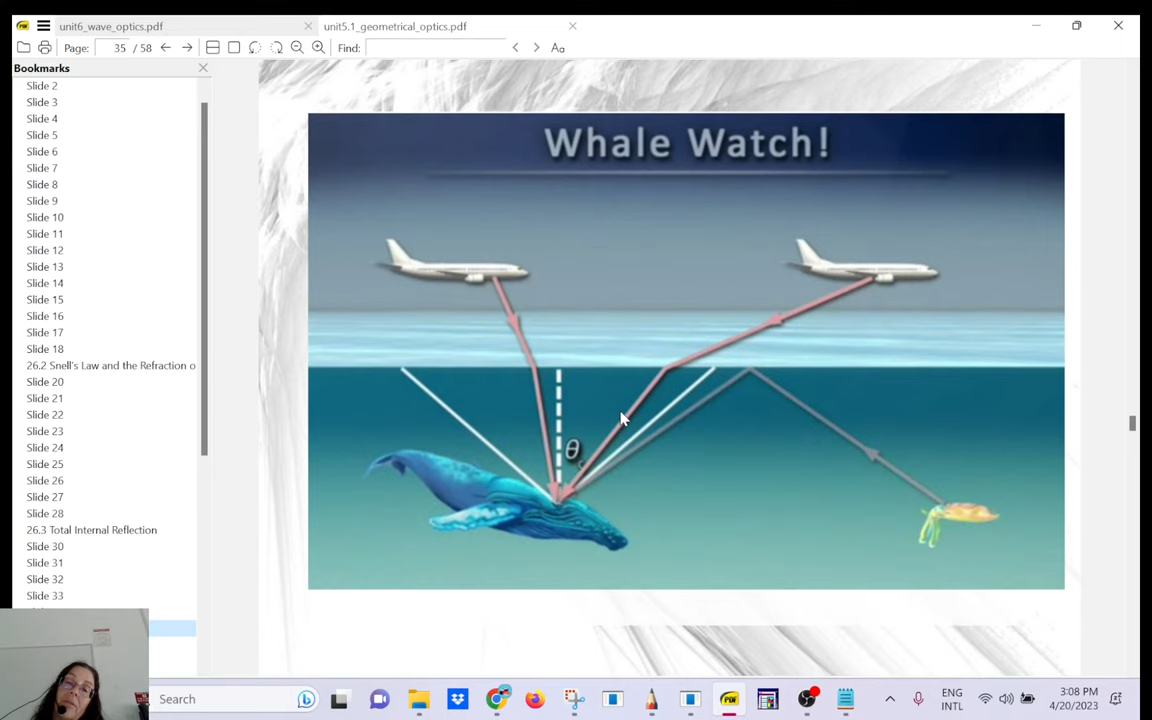 unit6_wave_optics.pdf
unit5.1_geometrical_optics.pdf
Page: 35 / 58
Find:
Aa
Bookmarks
Slide 2
Slide 3
Slide 4
Slide 5
Slide 6
Slide 7
Slide 8
Slide 9
Slide 10
Slide 11
Slide 12
Slide 13
Slide 14
Slide 15
Slide 16
Slide 17
Slide 18
26.2 Snell's Law and the Refraction o
Slide 20
Slide 21
Slide 22
Slide 23
Slide 24
Slide 25
Slide 26
Slide 27
Slide 28
26.3 Total Internal Reflection
Slide 30
Slide 31
Slide 32
Slide 33
Whale Watch!
θc
Search
ENG
INTL
3:08 PM
4/20/2023